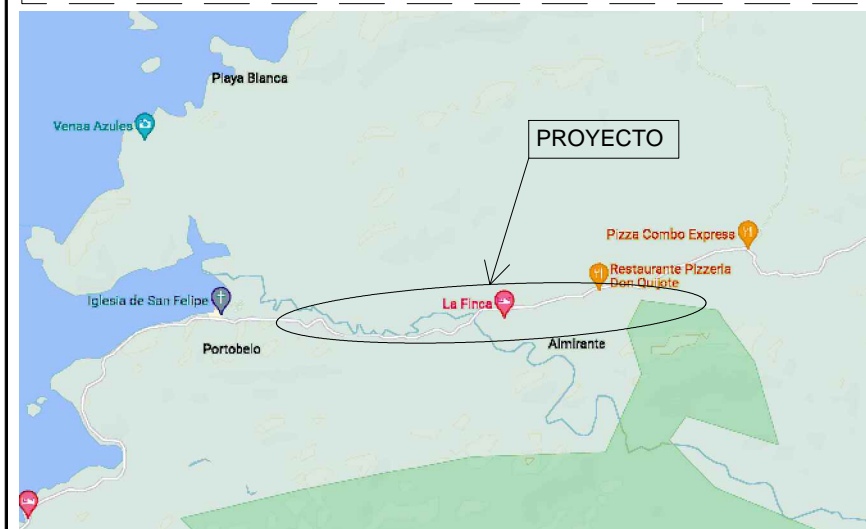 Playa Blanca
Venas Azules
PROYECTO
Pizza Combo Express
Restaurante Pizzeria
Don Quijote
Iglesia de San Felipe
La Finca
Portobelo
Almirante